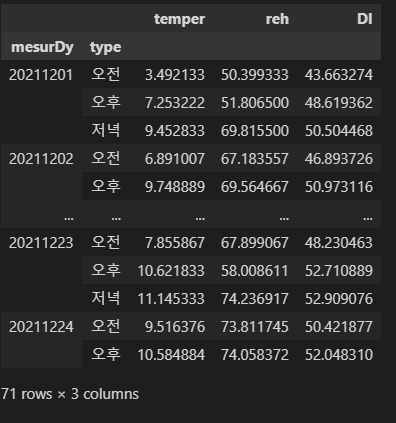 temper reh DI
mesurDy type
20211201 오전 3.492133 50.399333 43.663274
오후 7.253222 51.806500 48.619362
저녁 9.452833 69.815500 50.504468
20211202 오전 6.891007 67.183557 46.893726
오후 9.748889 69.564667 50.973116
... ... ... ... ...
20211223 오전 7.855867 67.899067 48.230463
오후 10.621833 58.008611 52.710889
저녁 11.145333 74.236917 52.909076
20211224 오전 9.516376 73.811745 50.421877
오후 10.584884 74.058372 52.048310
71 rows × 3 columns